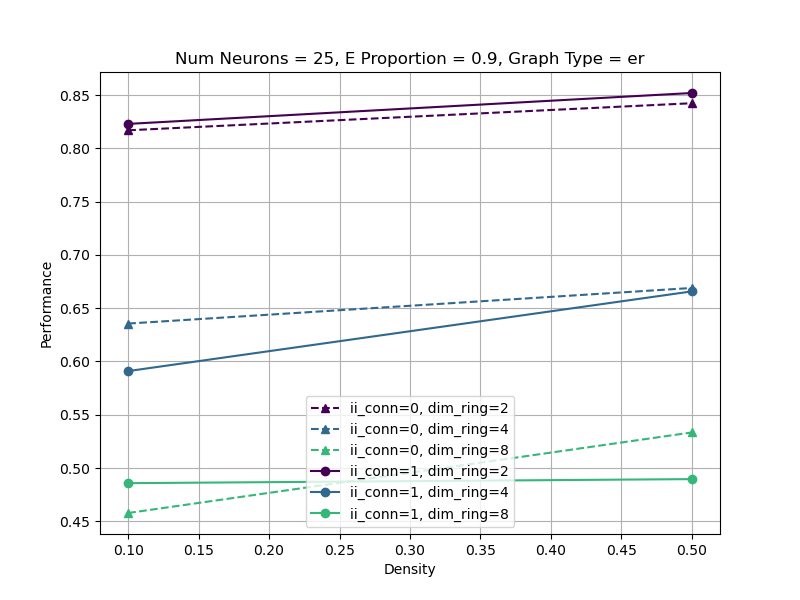 Num Neurons = 25, E Proportion = 0.9, Graph Type = er
Performance
0.85
0.80
0.75
0.70
0.65
0.60
0.55
0.50
0.45
ii_conn=0, dim_ring=2
ii_conn=0, dim_ring=4
ii_conn=0, dim_ring=8
ii_conn=1, dim_ring=2
ii_conn=1, dim_ring=4
ii_conn=1, dim_ring=8
0.10 0.15 0.20 0.25 0.30 0.35 0.40 0.45 0.50
Density